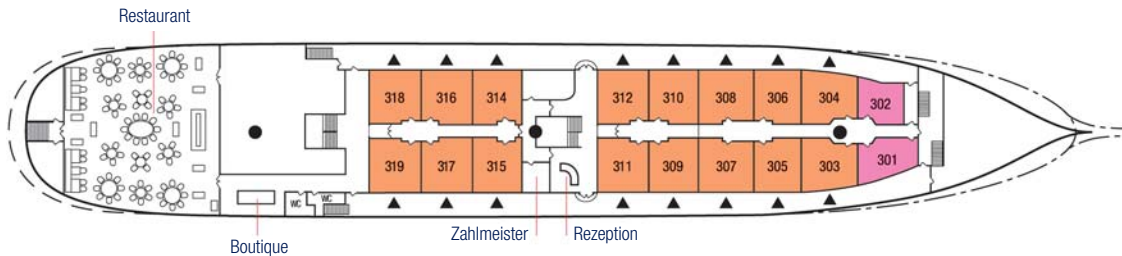 Restaurant
318 316 314 312 310 308 306 304 302
319 317 315 311 309 307 305 303 301
WC WC
Boutique Zahlmeister Rezeption